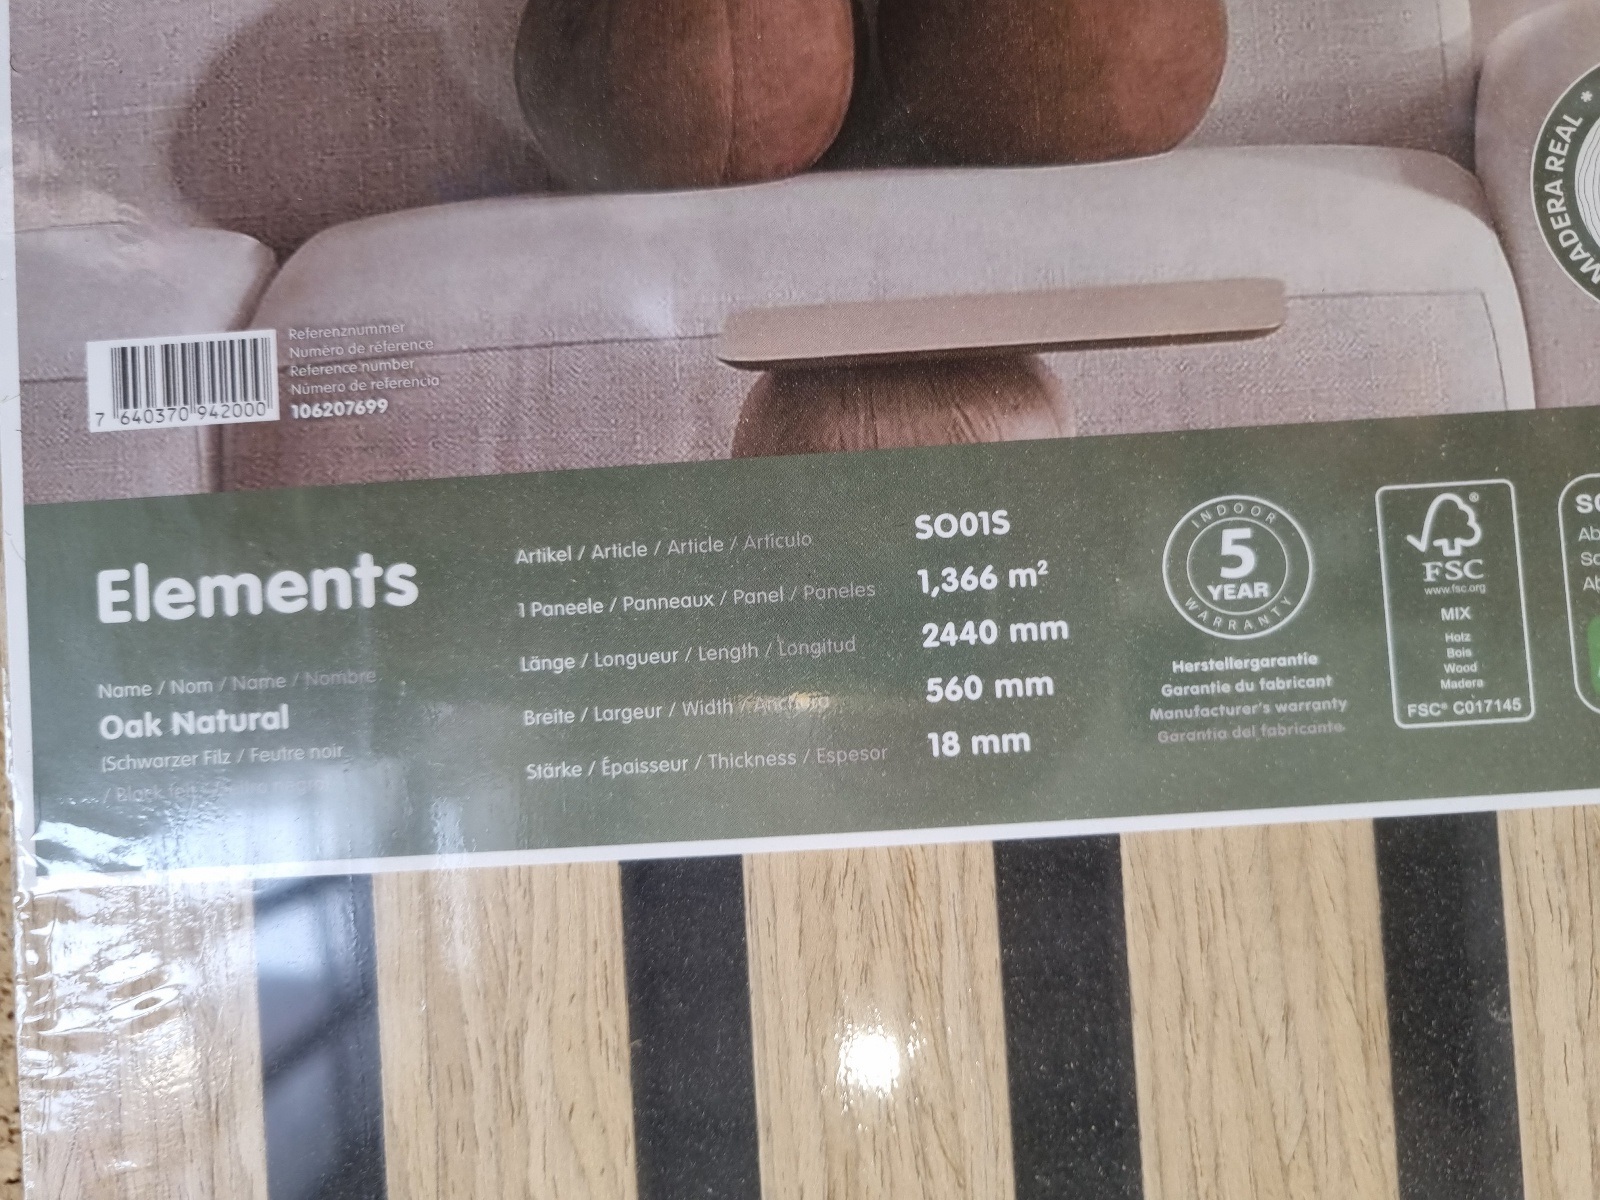 MADERA REAL *
Referenznummer
Numéro de référence
Reference number
Número de referencia
106207699
7 640370 942000
Elements
Name / Nom / Name / Nombre
Oak Natural
(Schwarzer Filz / Feutre noir
/ Black
Artikel / Article / Article / Artículo
SO01S
1 Paneele / Panneaux / Panel / Paneles
1,366 m²
Länge / Longueur / Length / Longitud
2440 mm
Breite / Largeur / Width /
560 mm
Stärke / Épaisseur / Thickness / Espesor
18 mm
INDOOR
5
YEAR
WARRANTY
Herstellergarantie
Garantie du fabricant
Manufacturer's warranty
Garantía del fabricante
FSC
www.fsc.org
MIX
Holz
Bois
Wood
Madera
FSC® C017145